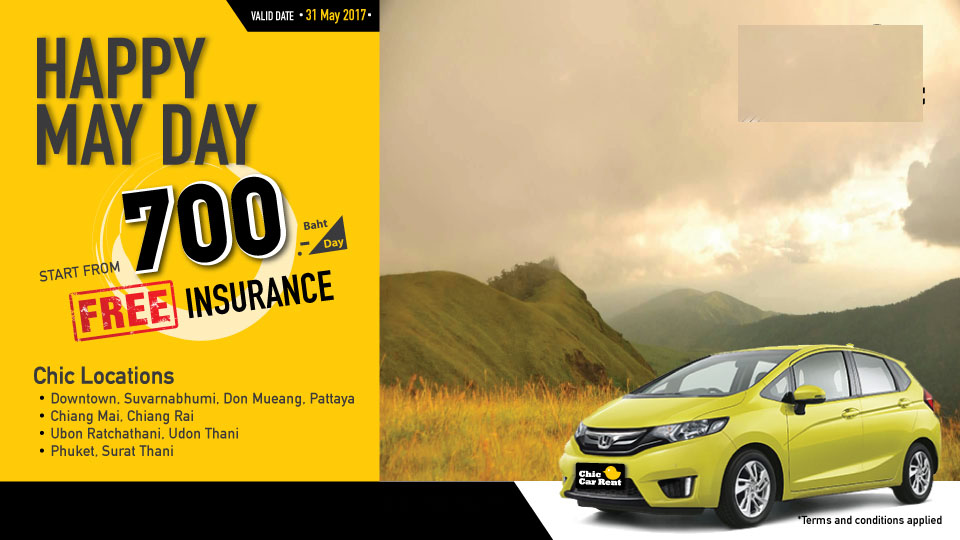 VALID DATE • 31 May 2017 •
HAPPY
MAY DAY
START FROM 700.- Baht Day
FREE INSURANCE
Chic Locations
• Downtown, Suvarnabhumi, Don Mueang, Pattaya
• Chiang Mai, Chiang Rai
• Ubon Ratchathani, Udon Thani
• Phuket, Surat Thani
Chic
Car Rent
*Terms and conditions applied